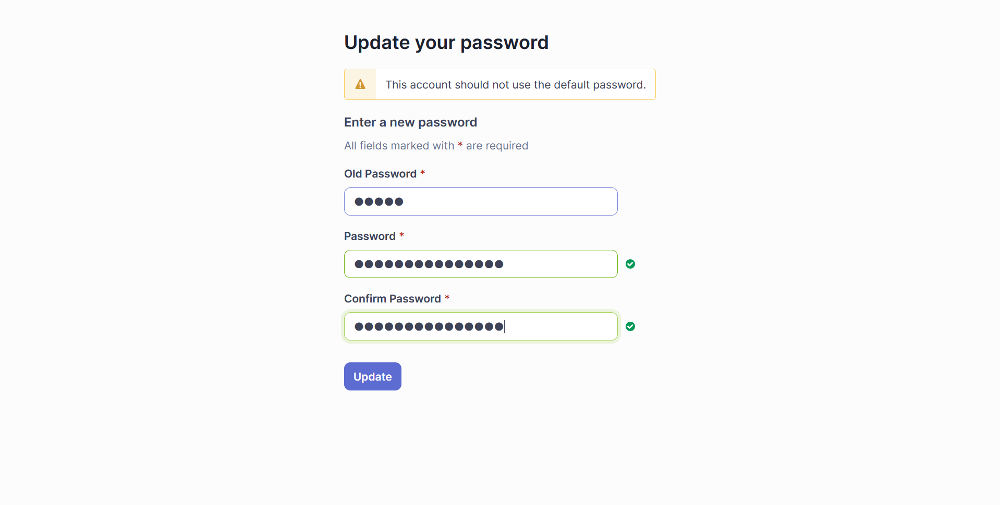 Update your password
This account should not use the default password.
Enter a new password
All fields marked with * are required
Old Password *
●●●●●
Password *
●●●●●●●●●●●●●●●
Confirm Password *
●●●●●●●●●●●●●●●
Update